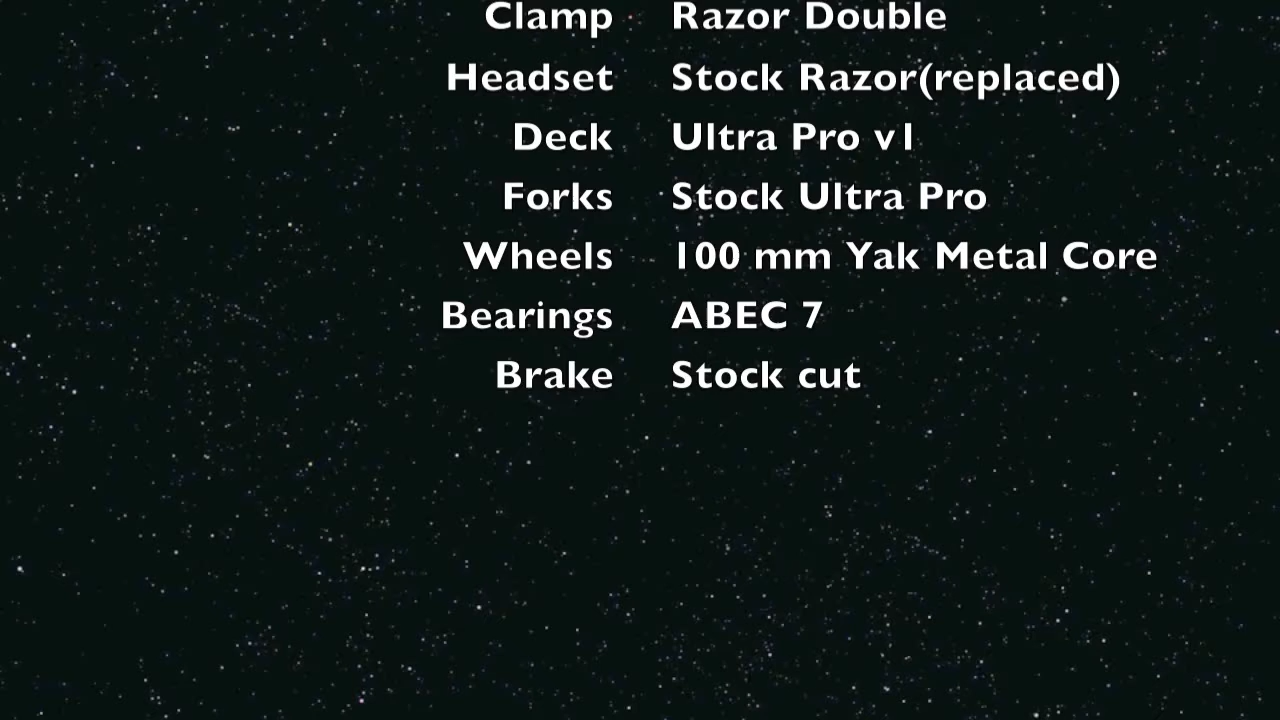 Clamp Razor Double
Headset Stock Razor(replaced)
Deck Ultra Pro v1
Forks Stock Ultra Pro
Wheels 100 mm Yak Metal Core
Bearings ABEC 7
Brake Stock cut